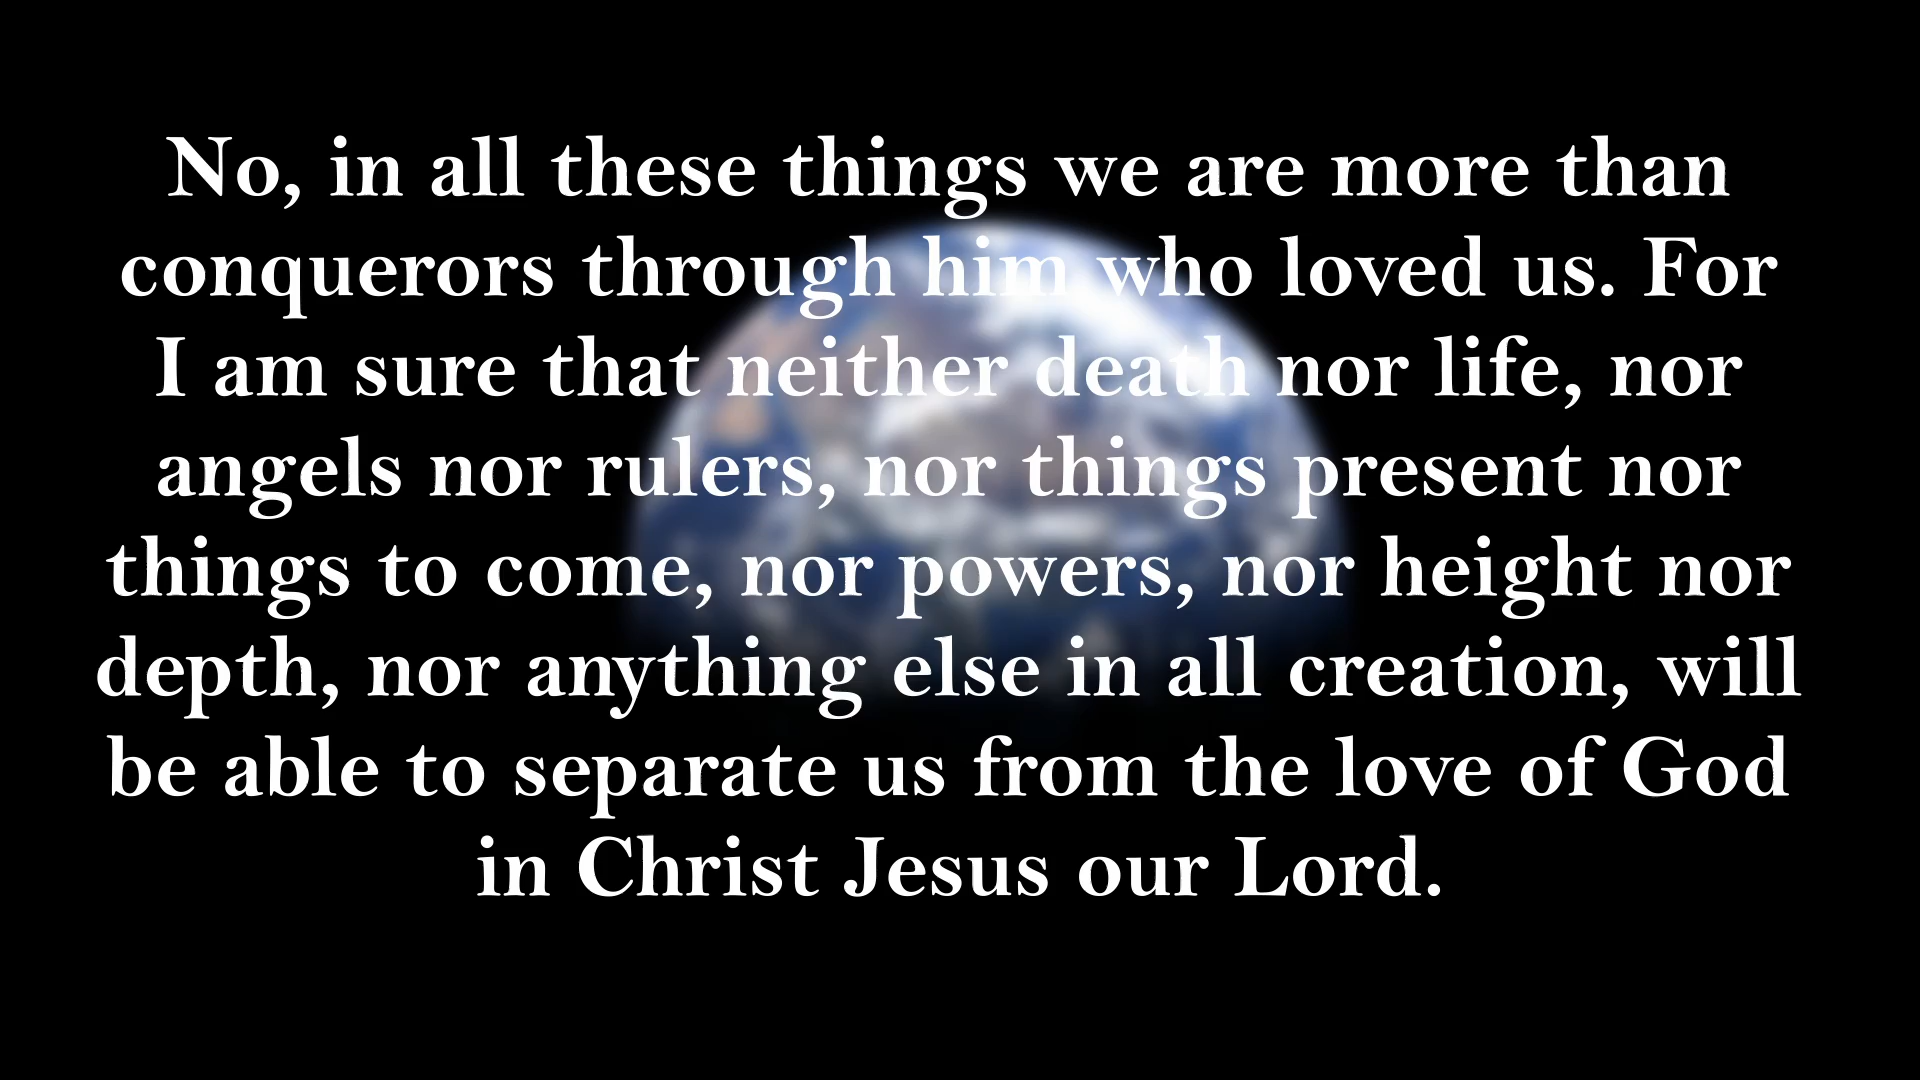 No, in all these things we are more than
conquerors through him who loved us. For
I am sure that neither death nor life, nor
angels nor rulers, nor things present nor
things to come, nor powers, nor height nor
depth, nor anything else in all creation, will
be able to separate us from the love of God
in Christ Jesus our Lord.